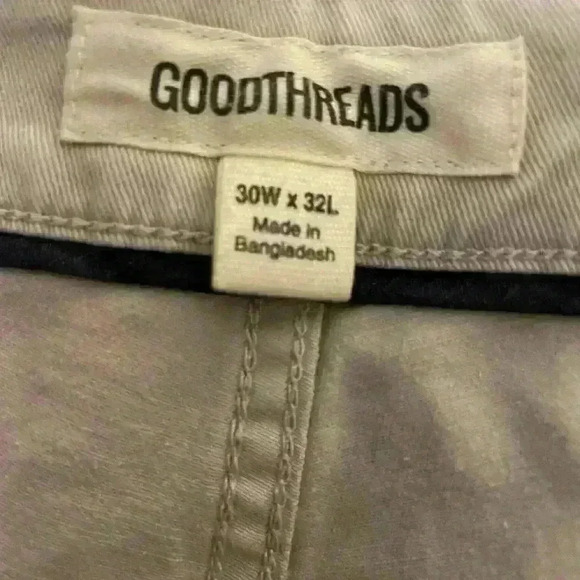 GOODTHREADS
30W x 32L
Made in
Bangladesh